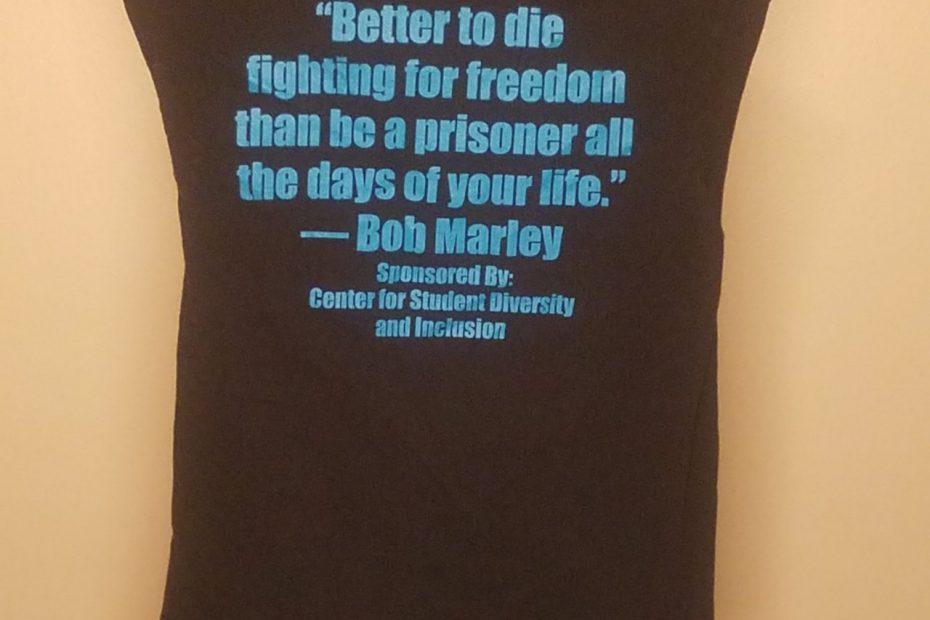 “Better to die
fighting for freedom
than be a prisoner all
the days of your life.”
— Bob Marley
Sponsored By:
Center for Student Diversity
and Inclusion